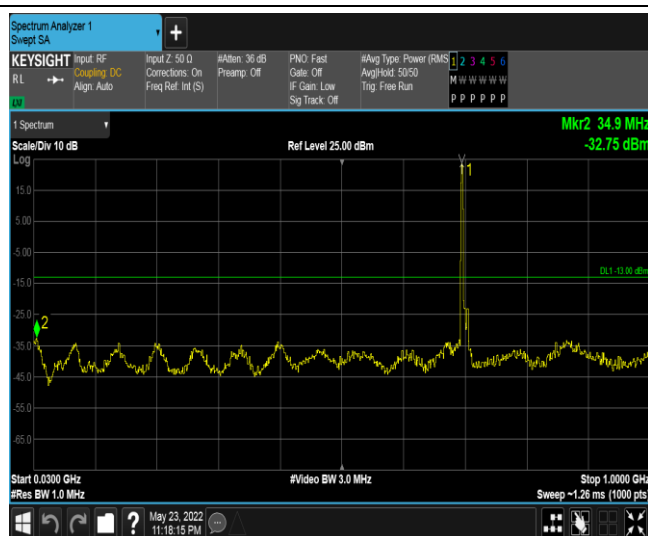 Spectrum Analyzer 1
Swept SA
+
KEYSIGHT Input: RF Input Z: 50 Ω #Atten: 36 dB PNO: Fast #Avg Type: Power (RMS 1 2 3 4 5 6
RL Coupling: DC Corrections: On Preamp: Off Gate: Off Avg|Hold: 50/50 M W W W W W
Align: Auto Freq Ref: Int (S) IF Gain: Low Trig: Free Run
Sig Track: Off P P P P P P
LM
1 Spectrum Mkr2 34.9 MHz
Scale/Div 10 dB Ref Level 25.00 dBm -32.75 dBm
Log
1
15.0
5.00
-5.00
DL1 -13.00 dBm
-15.0
-25.0
2
-35.0
-45.0
-55.0
-65.0
Start 0.0300 GHz #Video BW 3.0 MHz Stop 1.0000 GHz
#Res BW 1.0 MHz Sweep ~1.26 ms (1000 pts)
? May 23, 2022
11:18:15 PM